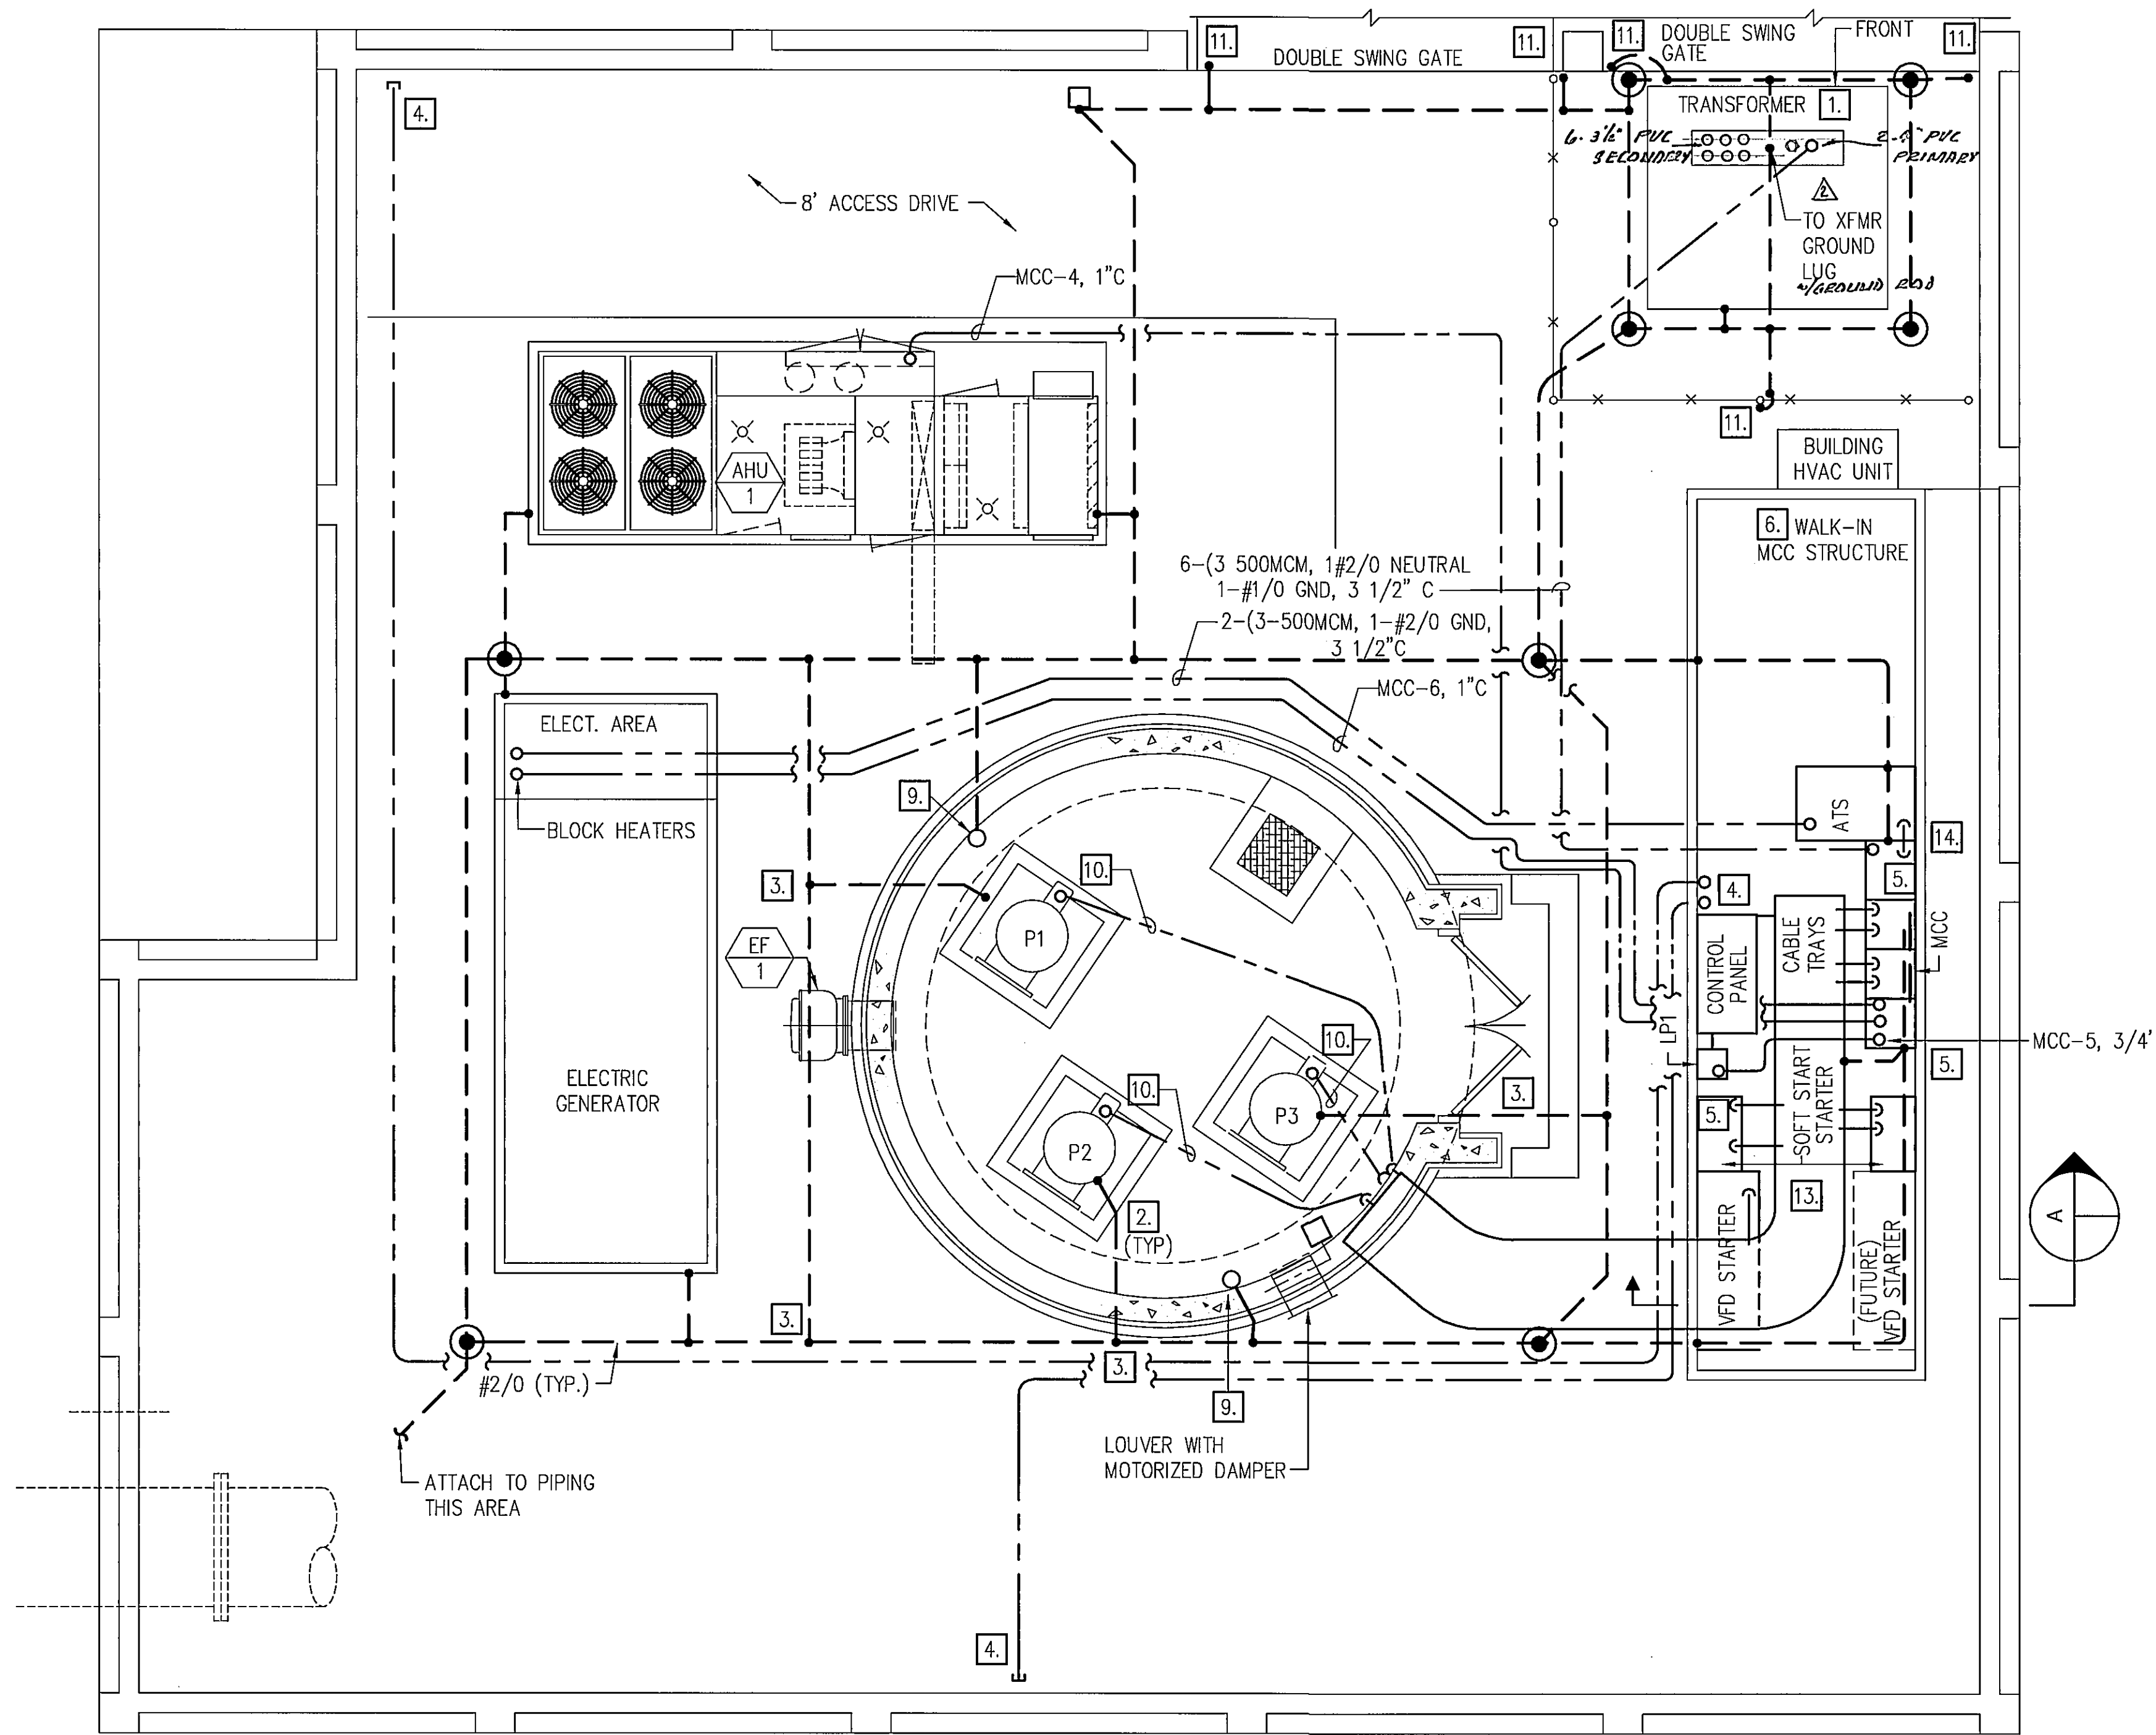 11.
DOUBLE SWING GATE
11.
11.
DOUBLE SWING
GATE
FRONT
11.
4.
TRANSFORMER
1.
6- 3½" PVC
SECONDERY
2-4" PVC
PRIMARY
2
8' ACCESS DRIVE
TO XFMR
GROUND
LUG
W/GROUND ROD
MCC-4, 1"C
11.
BUILDING
HVAC UNIT
AHU
1
6.
WALK-IN
MCC STRUCTURE
6-(3 500MCM, 1#2/0 NEUTRAL
1-#1/0 GND, 3 1/2" C
2-(3-500MCM, 1-#2/0 GND,
3 1/2"C
MCC-6, 1"C
ELECT. AREA
BLOCK HEATERS
9.
ATS
14.
3.
10.
4.
5.
P1
EF
1
CONTROL
PANEL
CABLE
TRAYS
MCC
10.
LP1
MCC-5, 3/4'
ELECTRIC
GENERATOR
10.
3.
5.
P3
5.
SOFT START
STARTER
P2
2.
(TYP)
13.
VFD STARTER
(FUTURE)
VFD STARTER
A
3.
#2/0 (TYP.)
3.
9.
LOUVER WITH
MOTORIZED DAMPER
ATTACH TO PIPING
THIS AREA
4.